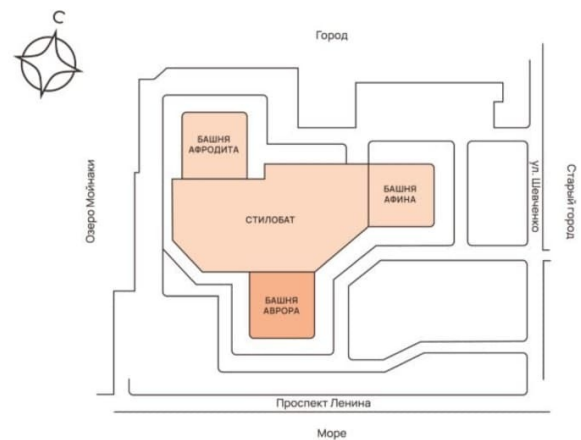 С
Город
БАШНЯ
АФРОДИТА
Озеро Мойнаки
СТИЛОБАТ
БАШНЯ
АФИНА
ул. Шевченко
Старый город
БАШНЯ
АВРОРА
Проспект Ленина
Море